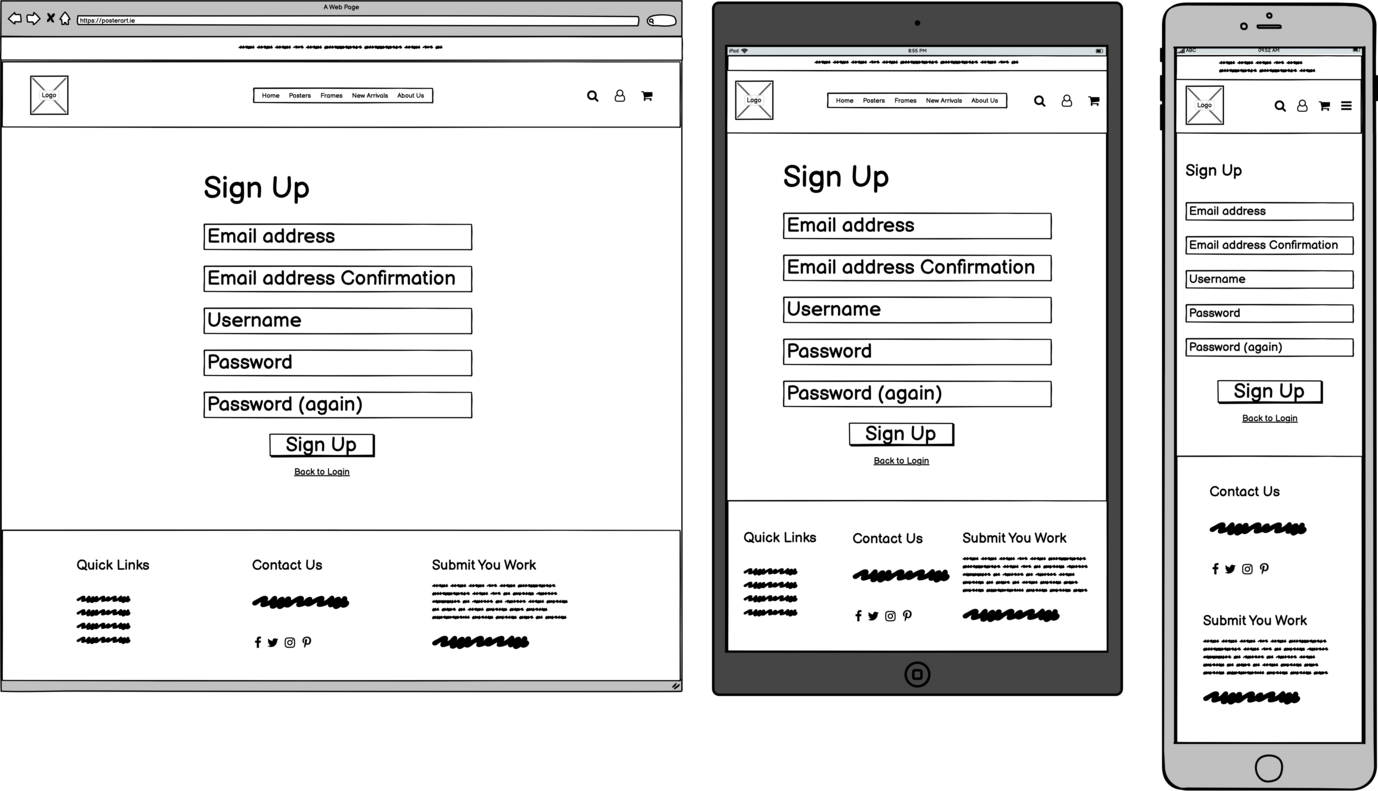 A Web Page
https://posterart.ie
Logo
Home Posters Frames New Arrivals About Us
Sign Up
Email address
Email address Confirmation
Username
Password
Password (again)
Sign Up
Back to Login
Quick Links
Contact Us
Submit You Work
iPad
8:55 PM
Logo
Home Posters Frames New Arrivals About Us
Sign Up
Email address
Email address Confirmation
Username
Password
Password (again)
Sign Up
Back to Login
Quick Links
Contact Us
Submit You Work
ABC
09:52 AM
Logo
Sign Up
Email address
Email address Confirmation
Username
Password
Password (again)
Sign Up
Back to Login
Contact Us
Submit You Work